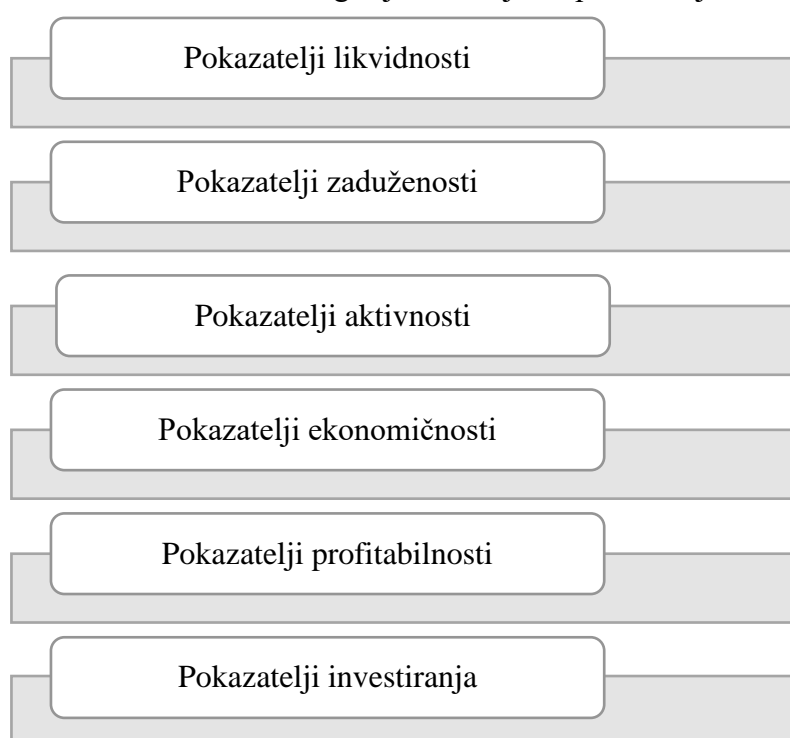 Pokazatelji likvidnosti
Pokazatelji zaduženosti
Pokazatelji aktivnosti
Pokazatelji ekonomičnosti
Pokazatelji profitabilnosti
Pokazatelji investiranja